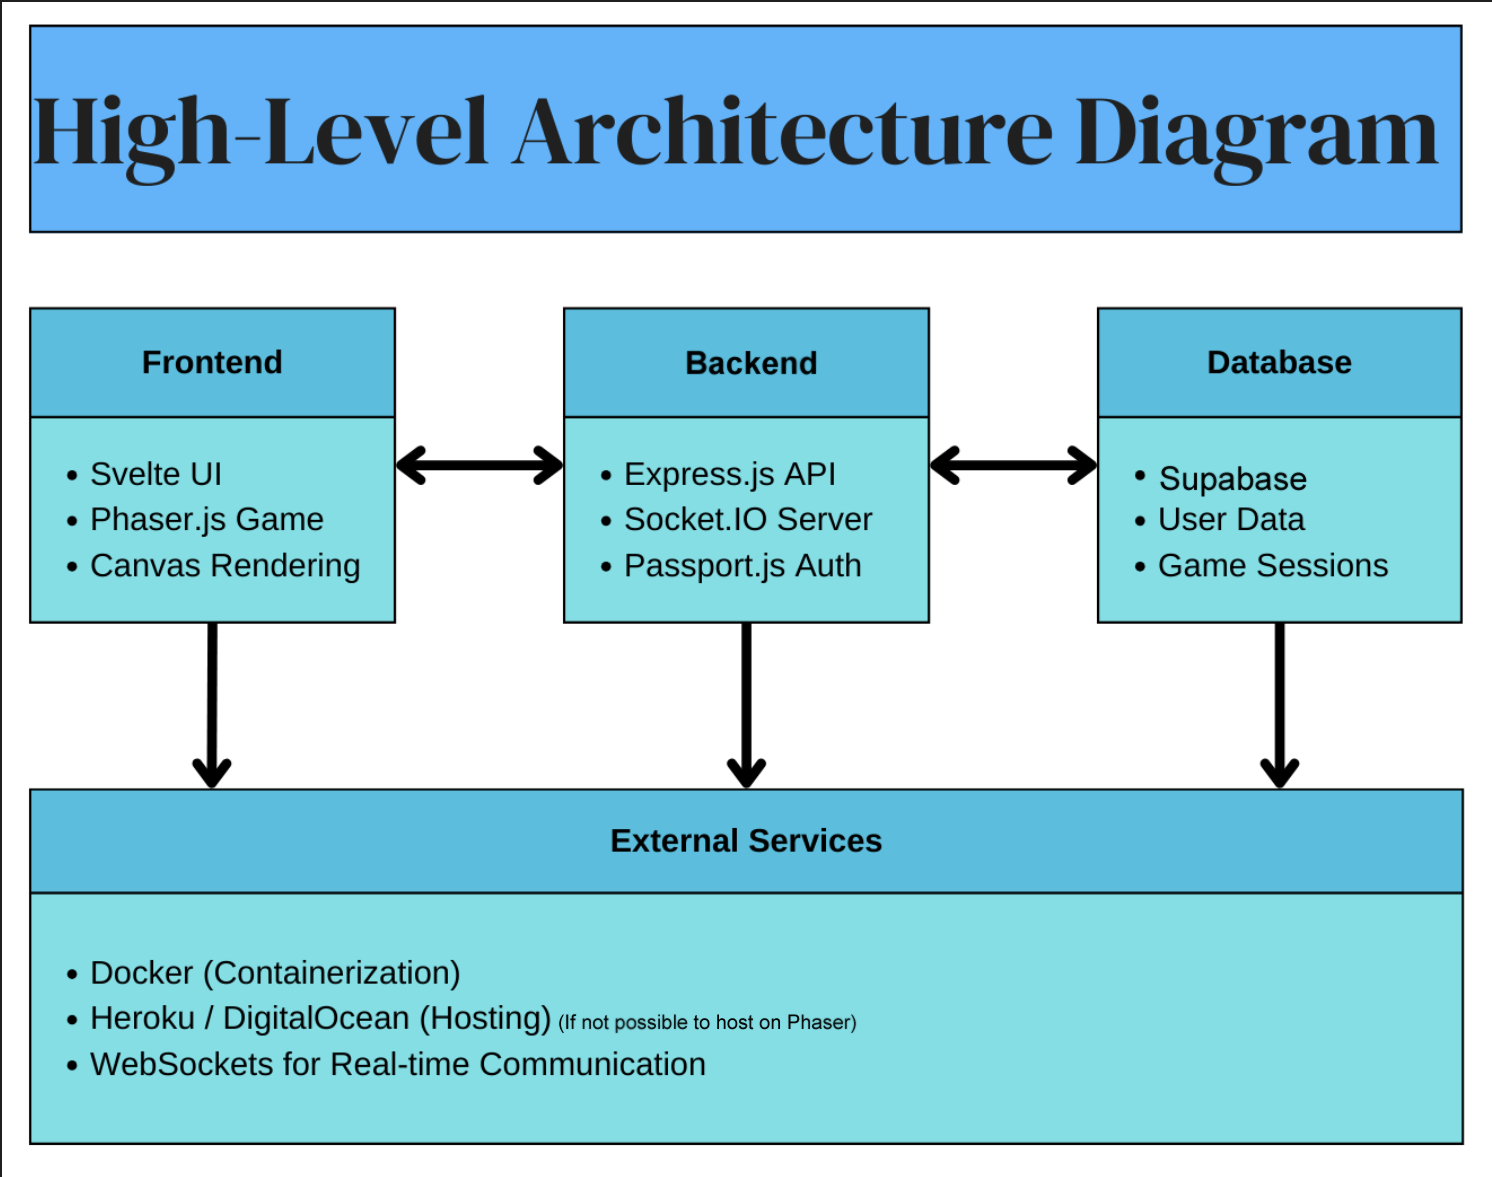 High-Level Architecture Diagram
Frontend
• Svelte UI
• Phaser.js Game
• Canvas Rendering
Backend
• Express.js API
• Socket.IO Server
• Passport.js Auth
Database
• Supabase
• User Data
• Game Sessions
External Services
• Docker (Containerization)
• Heroku / DigitalOcean (Hosting) (If not possible to host on Phaser)
• WebSockets for Real-time Communication